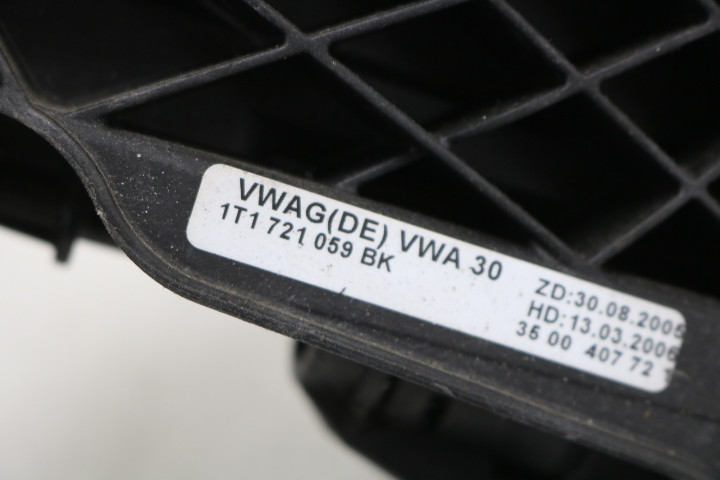 VWAG(DE) VWA 30
1T1 721 059 BK
ZD:30.08.2005
HD:13.03.2006
35 00 407 72